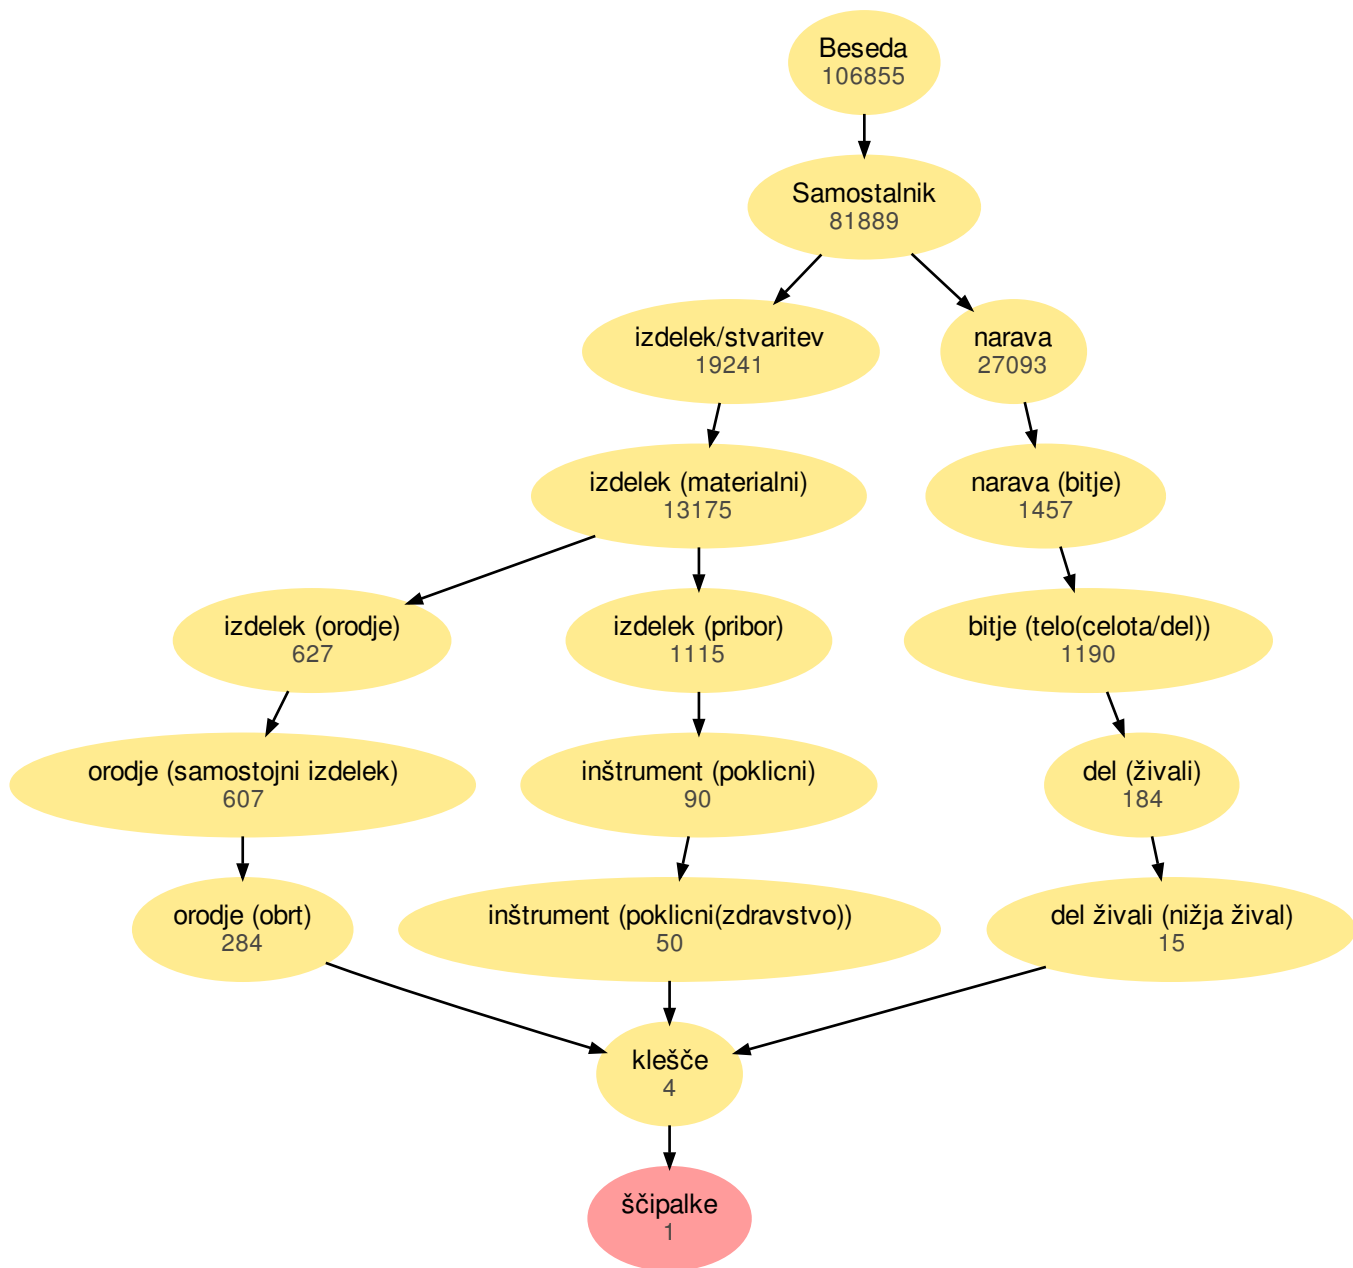 Beseda
106855
Samostalnik
81889
izdelek/stvaritev
19241
narava
27093
izdelek (materialni)
13175
narava (bitje)
1457
izdelek (orodje)
627
izdelek (pribor)
1115
bitje (telo(celota/del))
1190
orodje (samostojni izdelek)
607
inštrument (poklicni)
90
del (živali)
184
orodje (obrt)
284
inštrument (poklicni(zdravstvo))
50
del živali (nižja žival)
15
klešče
4
ščipalke
1